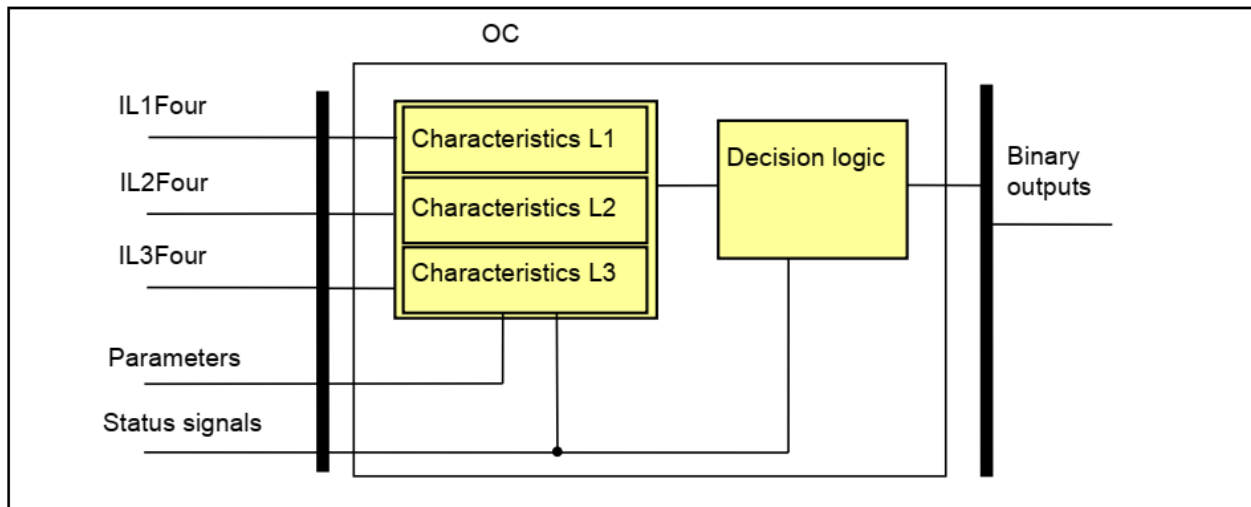 OC
IL1Four
Characteristics L1
Decision logic
Binary
outputs
IL2Four
Characteristics L2
IL3Four
Characteristics L3
Parameters
Status signals